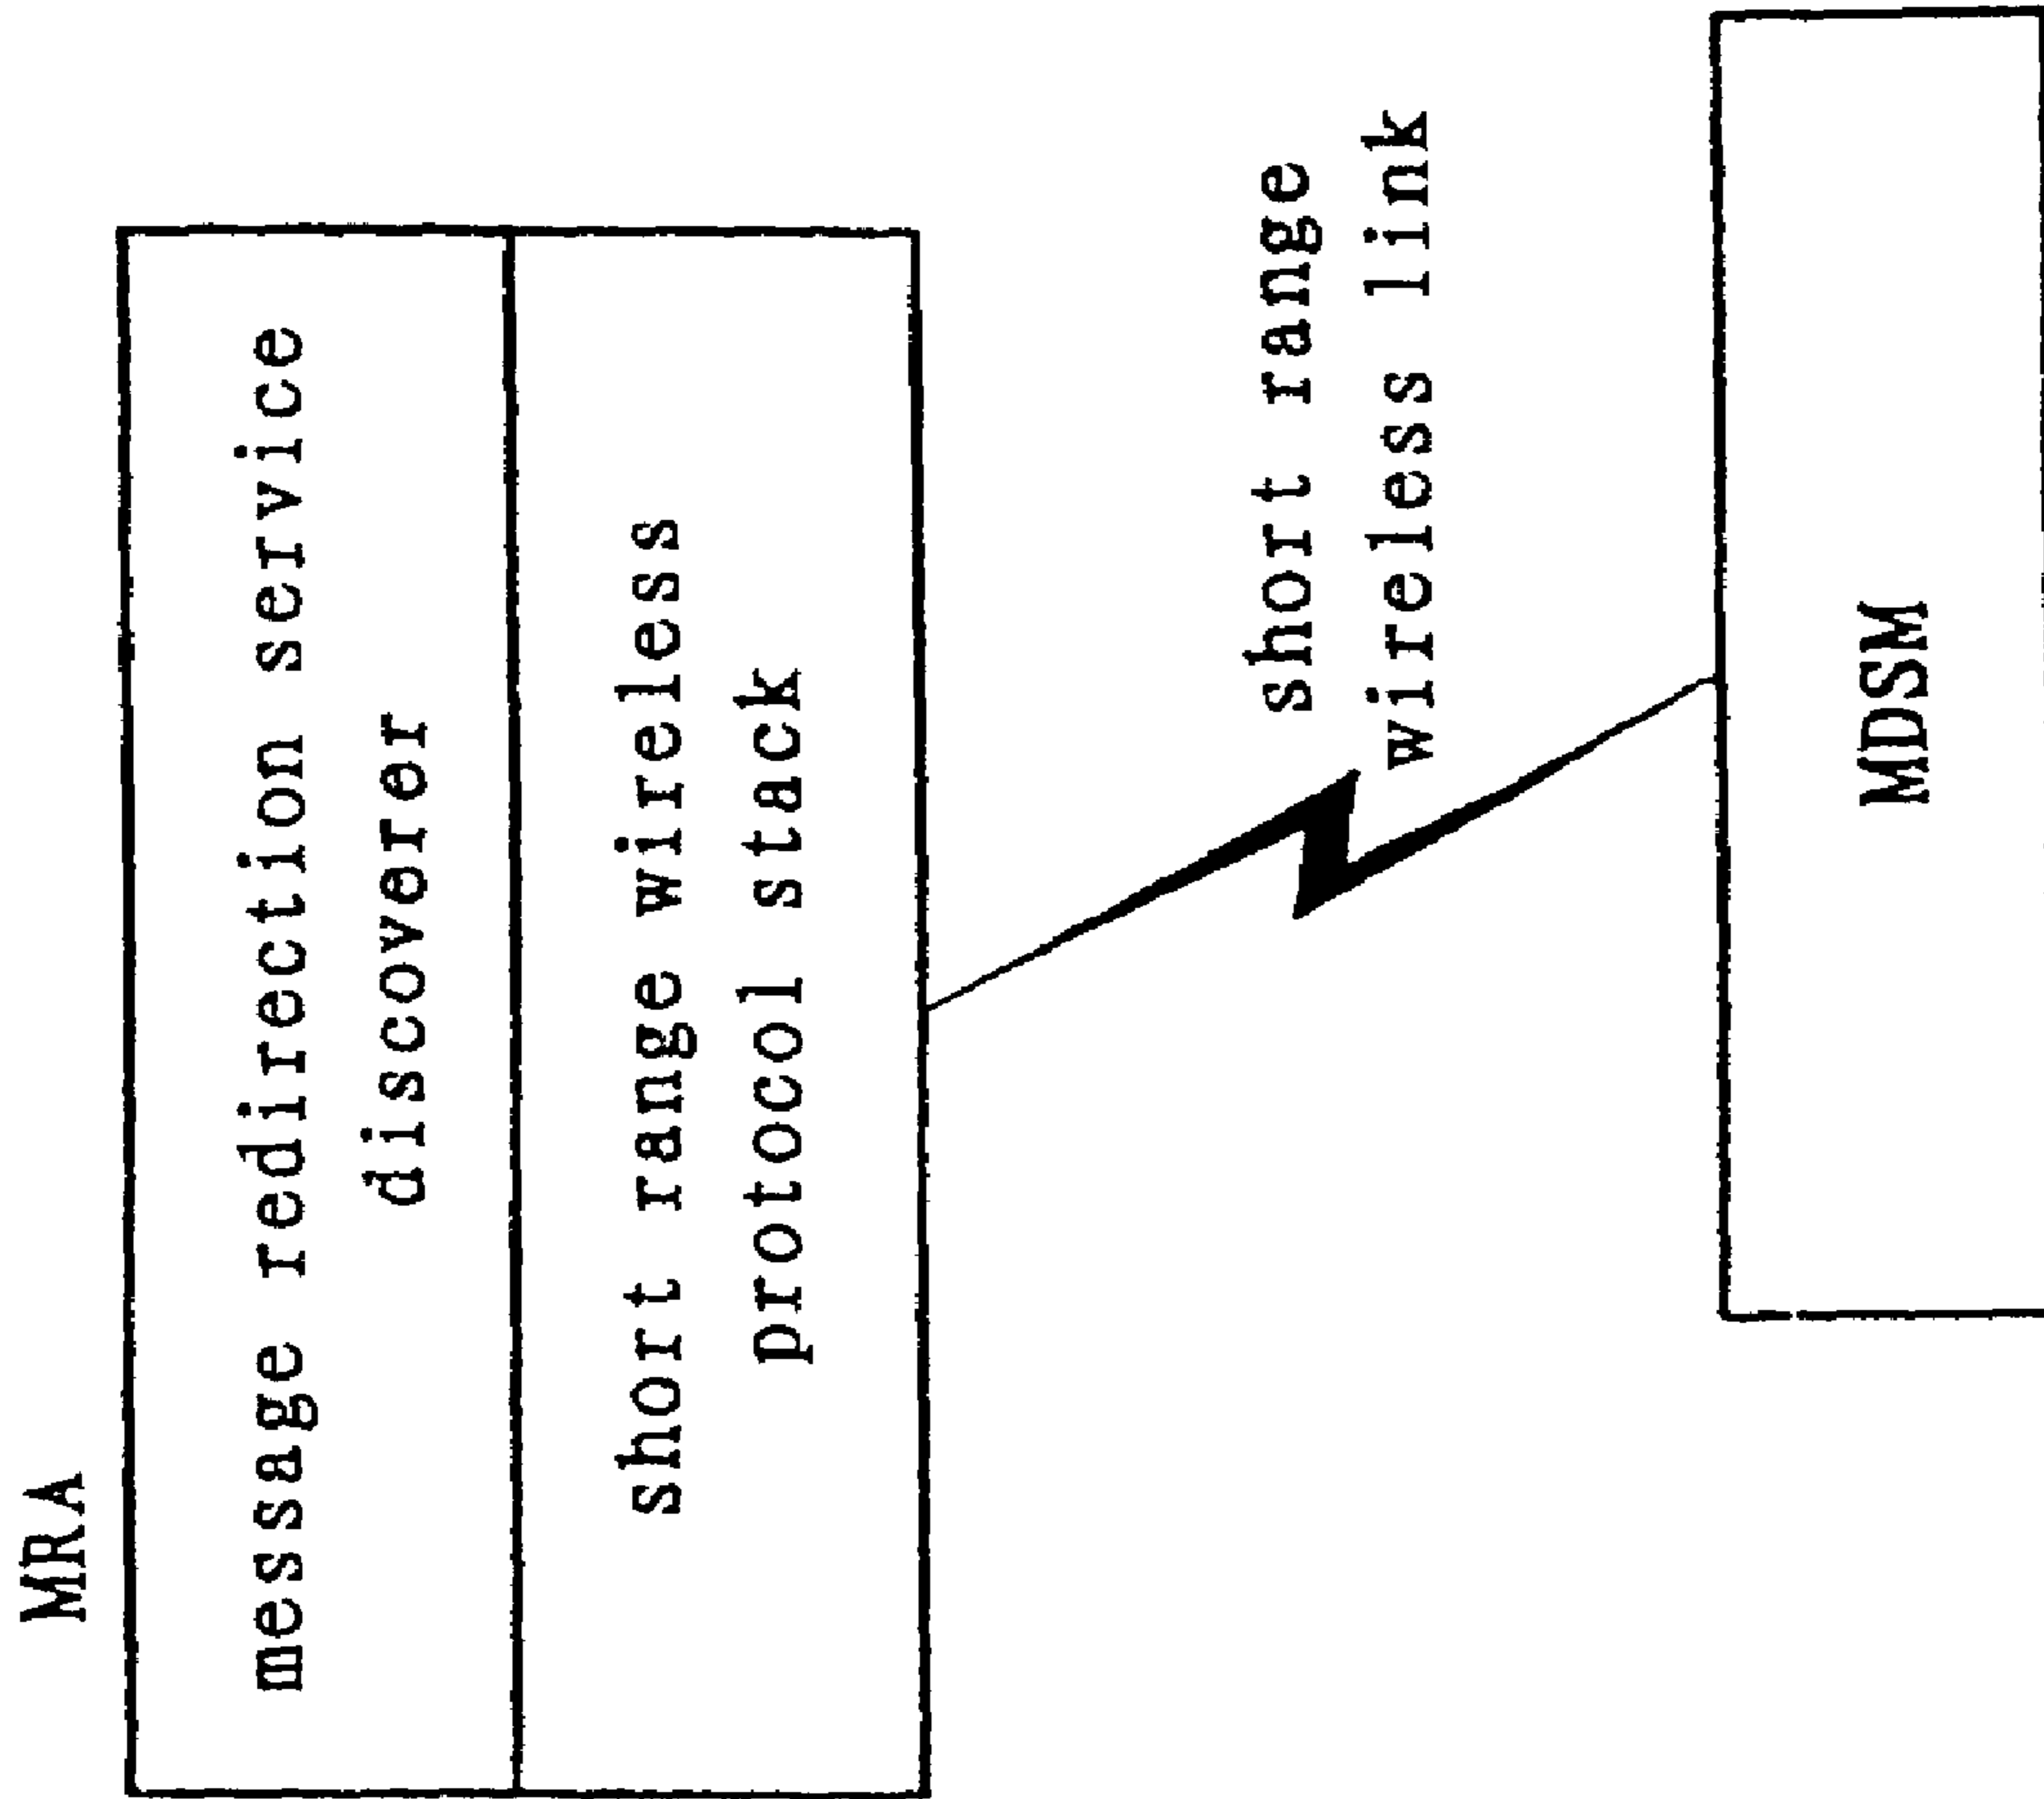 MRA
message redirection service
discoverer
short range wireless
protocol stack
short range
wireless link
MDSM